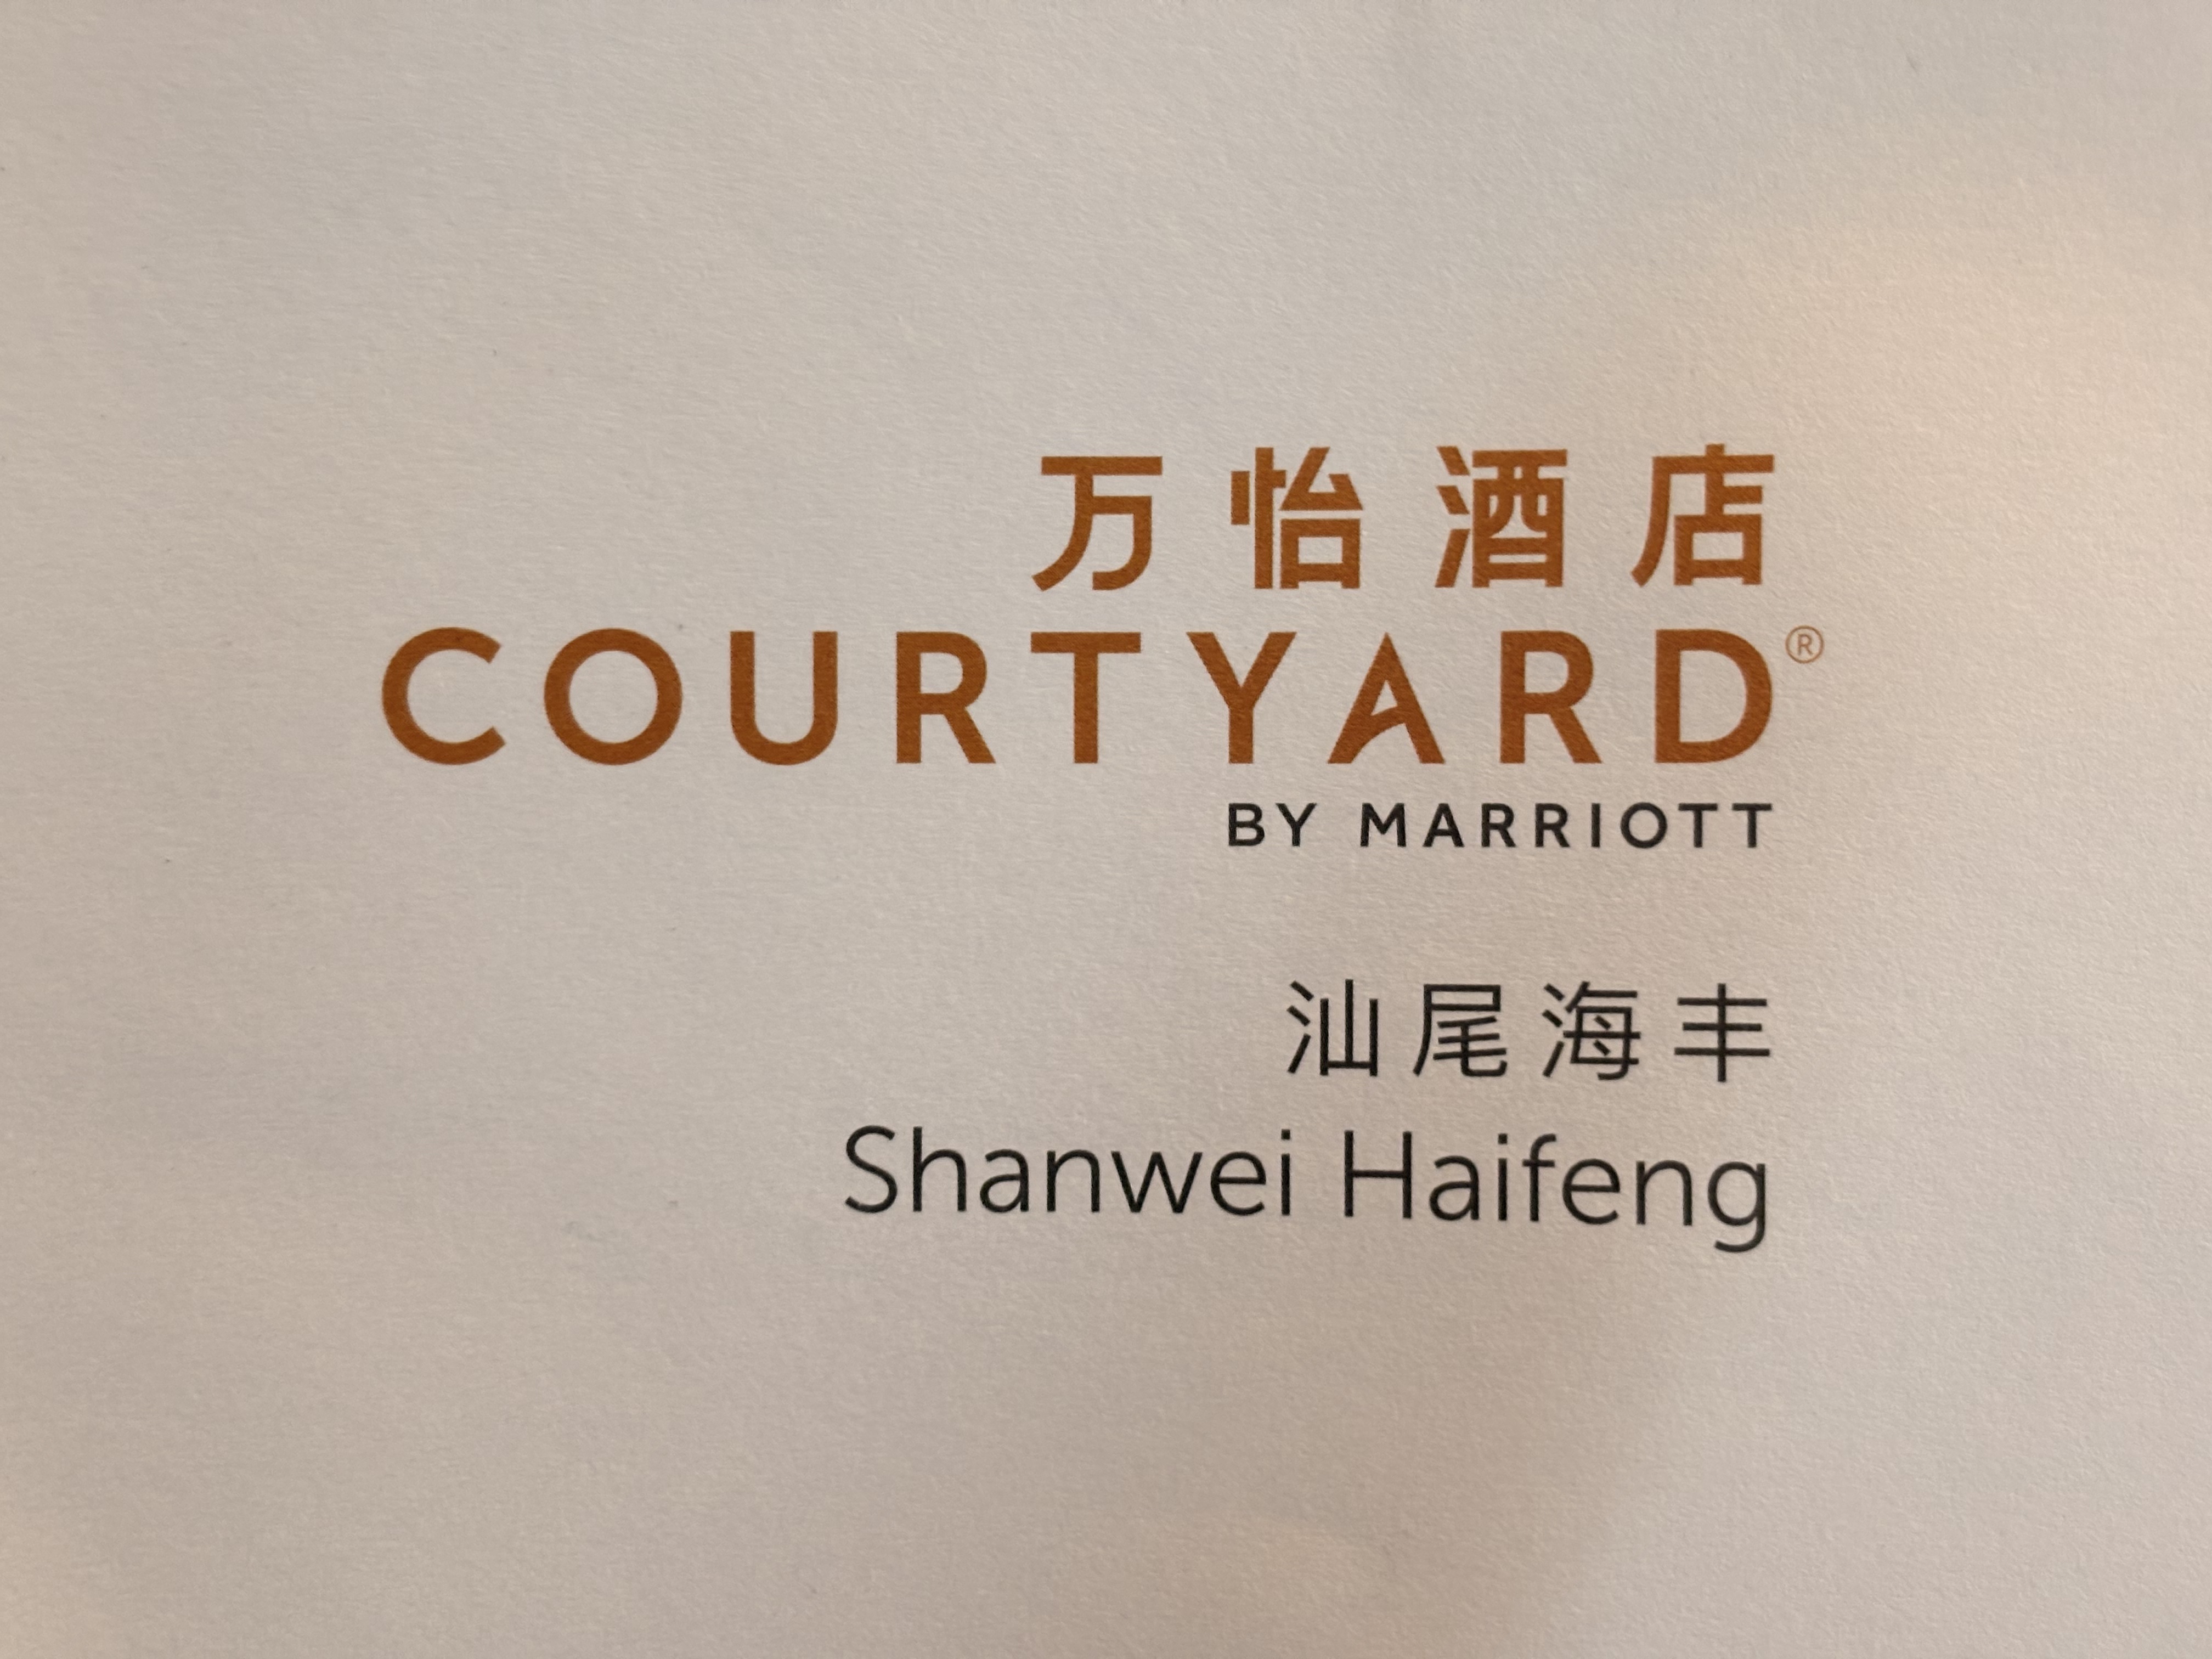 万怡酒店
COURTYARD®
BY MARRIOTT
汕尾海丰
Shanwei Haifeng